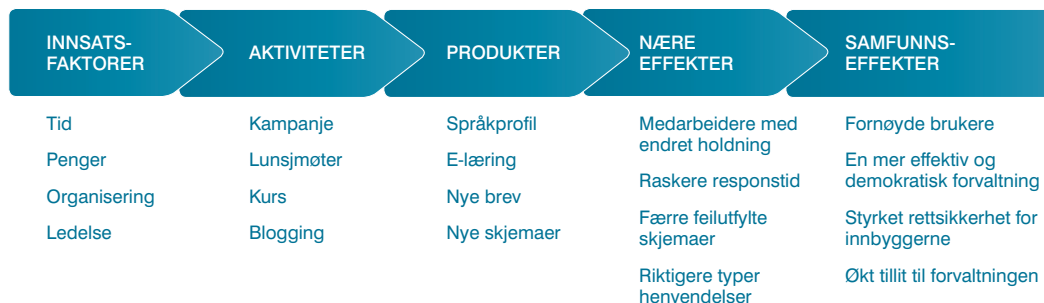 INNSATS-
FAKTORER
AKTIVITETER
PRODUKTER
NÆRE
EFFEKTER
SAMFUNNS-
EFFEKTER
Tid
Penger
Organisering
Ledelse
Kampanje
Lunsjmøter
Kurs
Blogging
Språkprofil
E-læring
Nye brev
Nye skjemaer
Medarbeidere med
endret holdning
Raskere responstid
Færre feilutfylte
skjemaer
Riktigere typer
henvendelser
Fornøyde brukere
En mer effektiv og
demokratisk forvaltning
Styrket rettsikkerhet for
innbyggerne
Økt tillit til forvaltningen